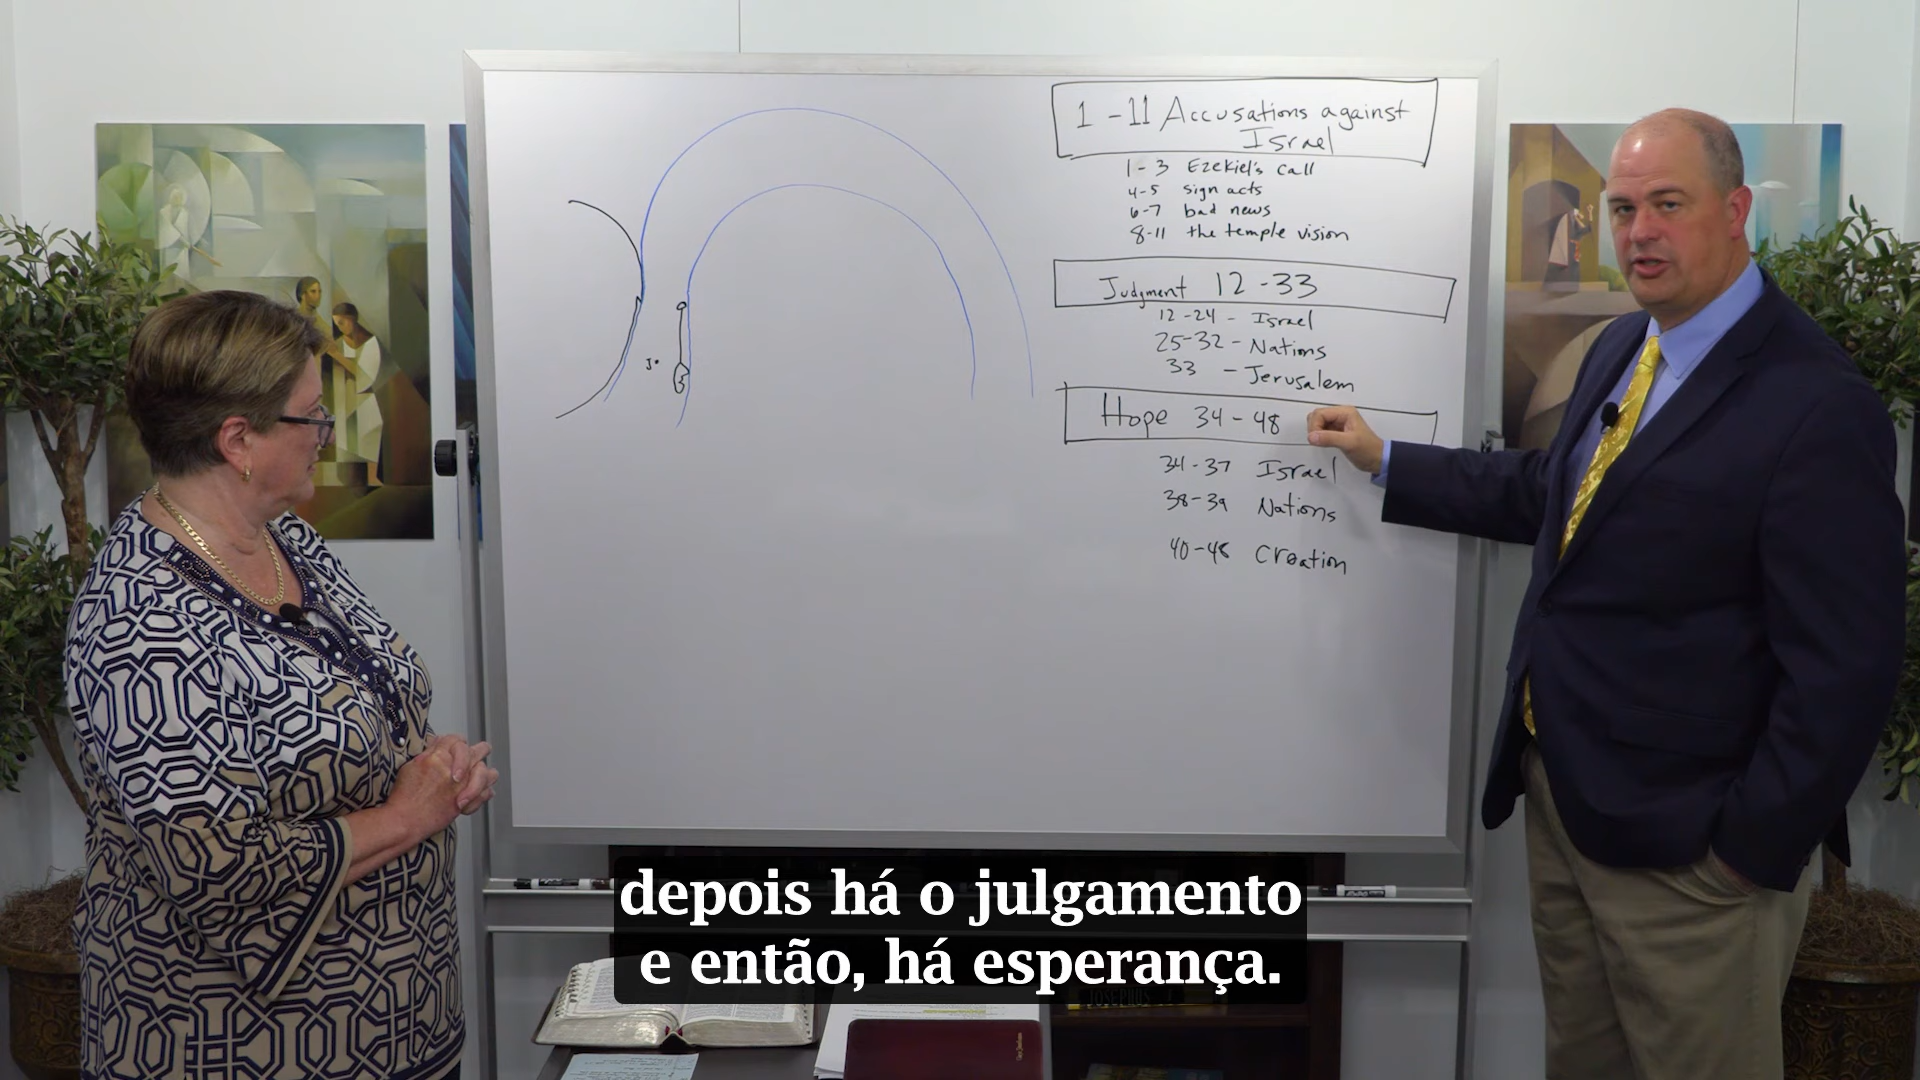 1 - 11 Accusations against
Israel
1 - 3 Ezekiel's call
4-5 sign acts
6-7 bad news
8-11 the temple vision
Judgment 12 - 33
12-24 - Israel
25-32 - Nations
33 - Jerusalem
Hope 34 - 48
34-37 Israel
38-39 Nations
40-48 Creation
depois há o julgamento
e então, há esperança.
JOSEPHUS